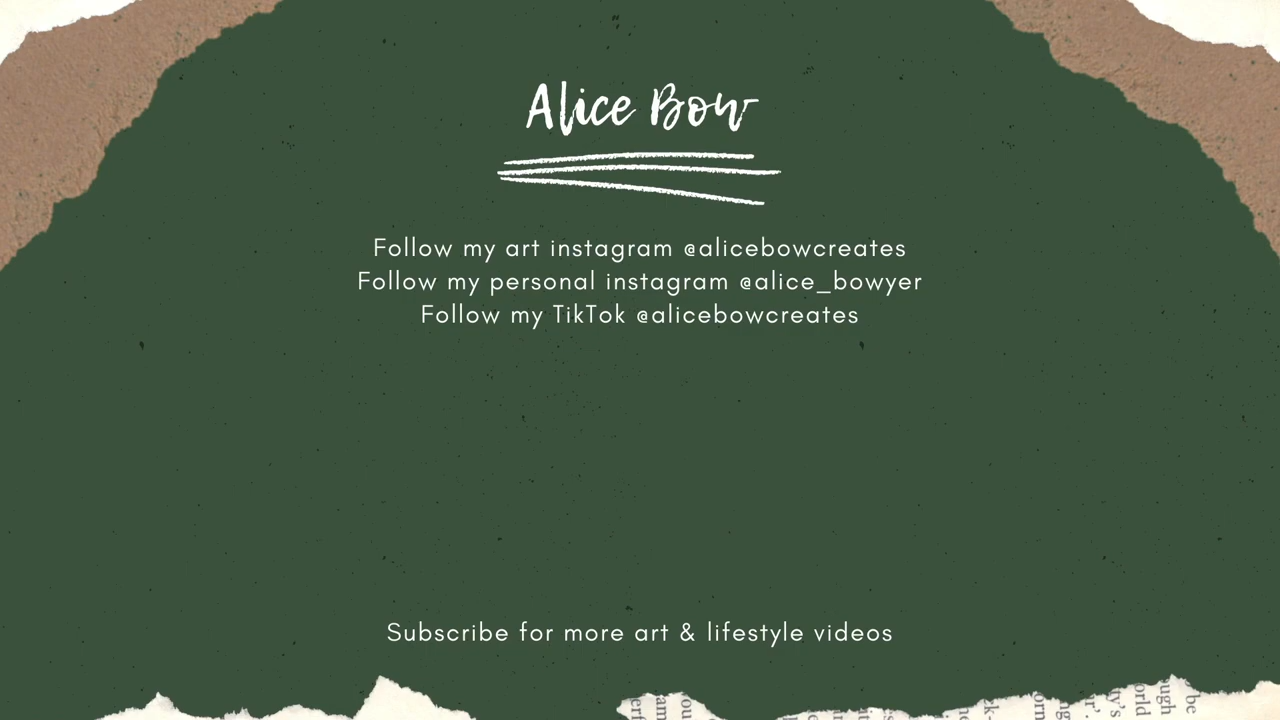 Alice Bow
Follow my art instagram @alicebowcreates
Follow my personal instagram @alice_bowyer
Follow my TikTok @alicebowcreates
Subscribe for more art & lifestyle videos